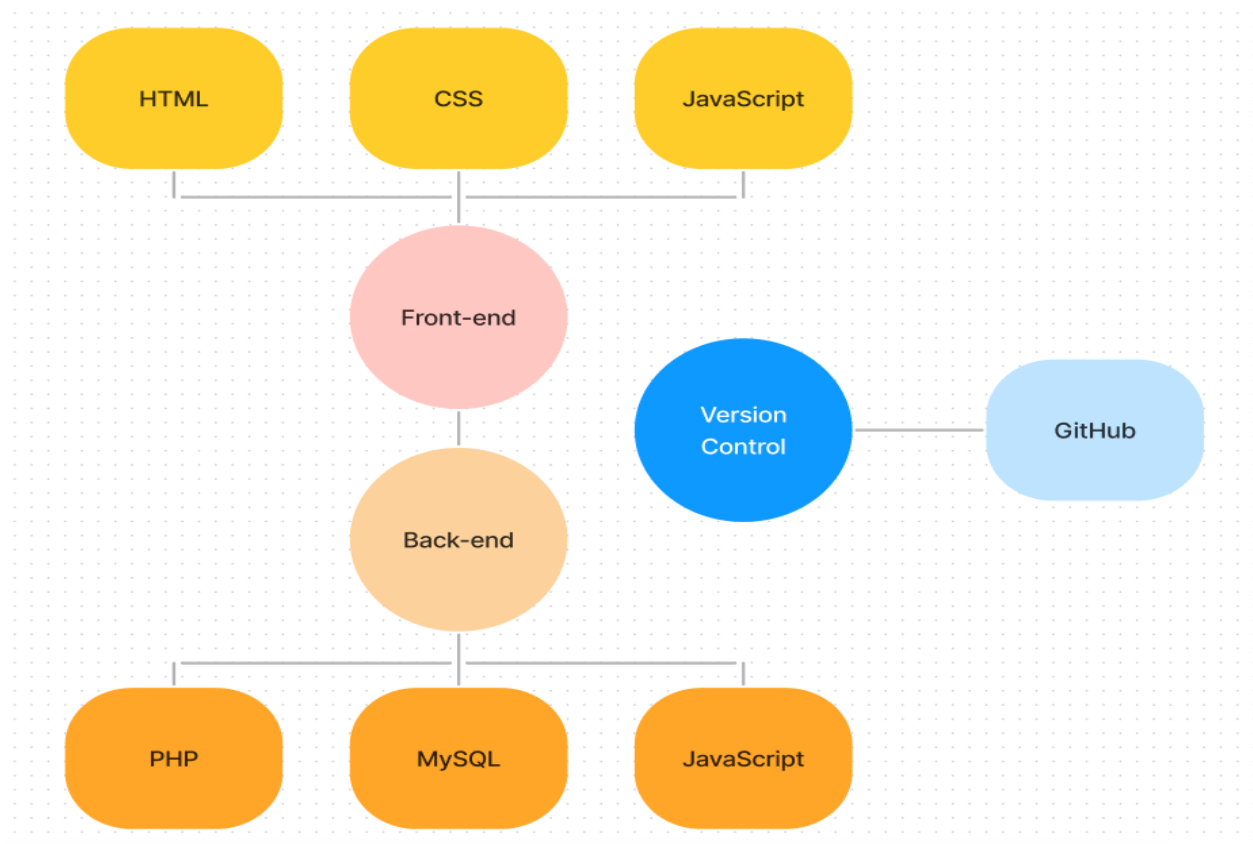 HTML
CSS
JavaScript
Front-end
Version
Control
GitHub
Back-end
PHP
MySQL
JavaScript